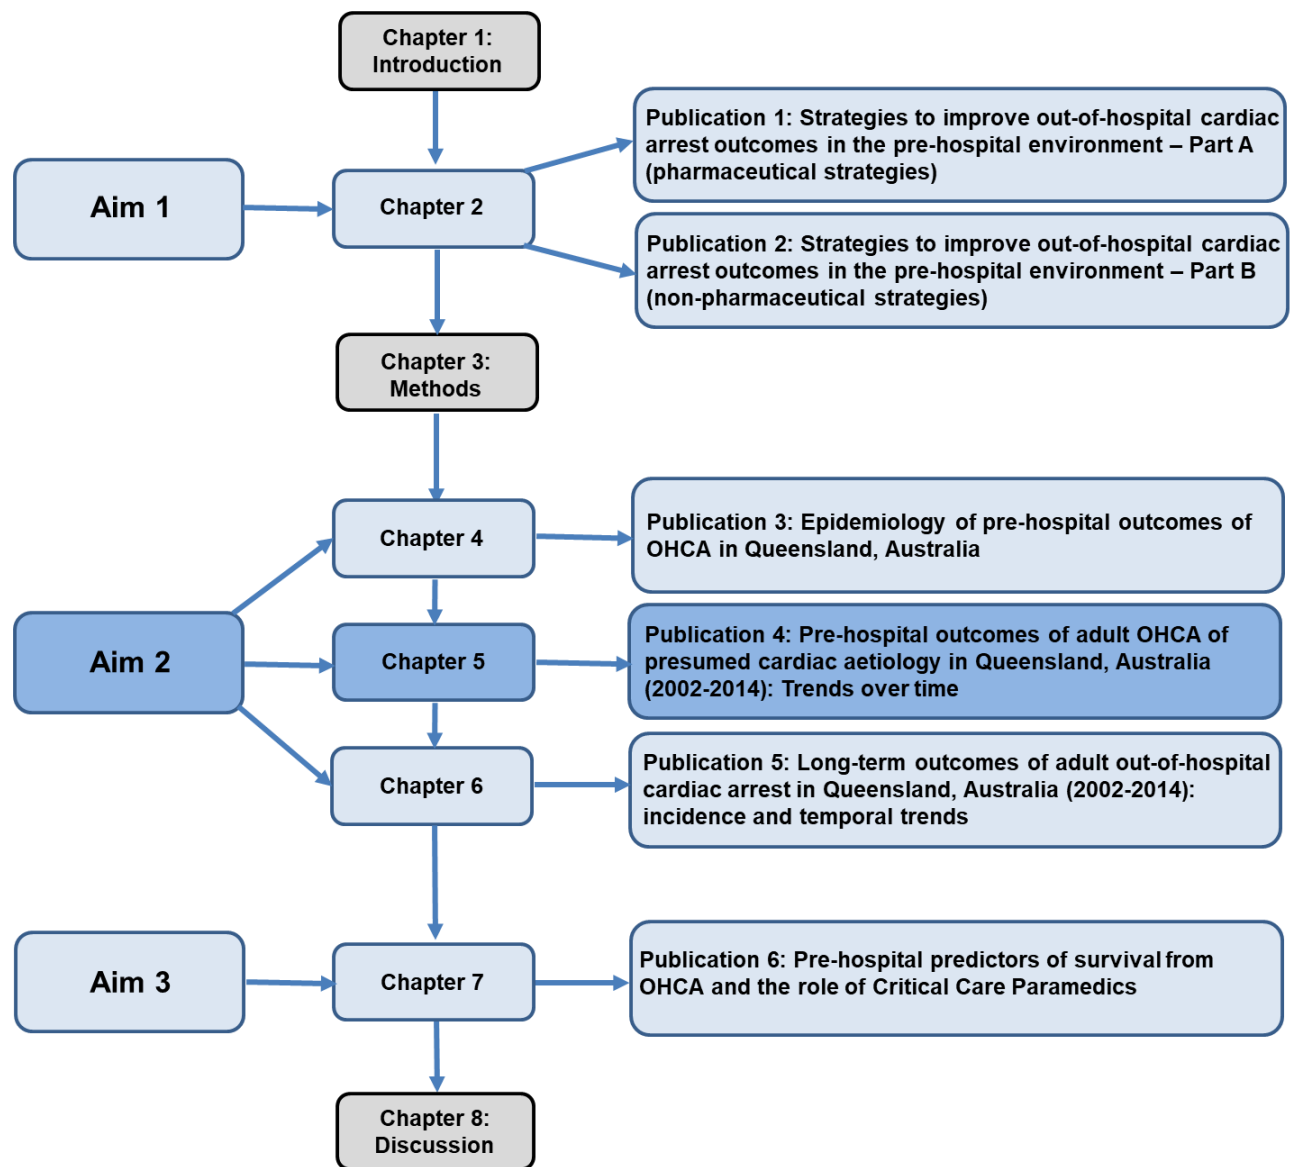 Chapter 1:
Introduction
Publication 1: Strategies to improve out-of-hospital cardiac
arrest outcomes in the pre-hospital environment – Part A
(pharmaceutical strategies)
Aim 1
Chapter 2
Publication 2: Strategies to improve out-of-hospital cardiac
arrest outcomes in the pre-hospital environment – Part B
(non-pharmaceutical strategies)
Chapter 3:
Methods
Chapter 4
Publication 3: Epidemiology of pre-hospital outcomes of
OHCA in Queensland, Australia
Aim 2
Chapter 5
Publication 4: Pre-hospital outcomes of adult OHCA of
presumed cardiac aetiology in Queensland, Australia
(2002-2014): Trends over time
Chapter 6
Publication 5: Long-term outcomes of adult out-of-hospital
cardiac arrest in Queensland, Australia (2002-2014):
incidence and temporal trends
Aim 3
Chapter 7
Publication 6: Pre-hospital predictors of survival from
OHCA and the role of Critical Care Paramedics
Chapter 8:
Discussion